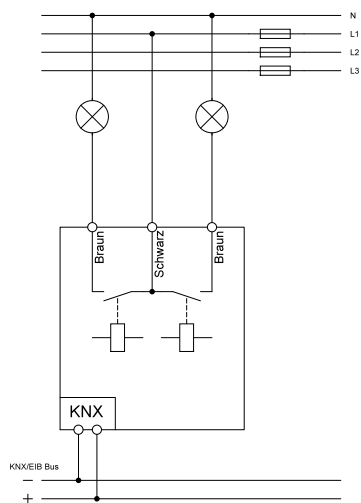 N
L1
L2
L3
Braun
Schwarz
Braun
KNX
KNX/EIB Bus
−
+